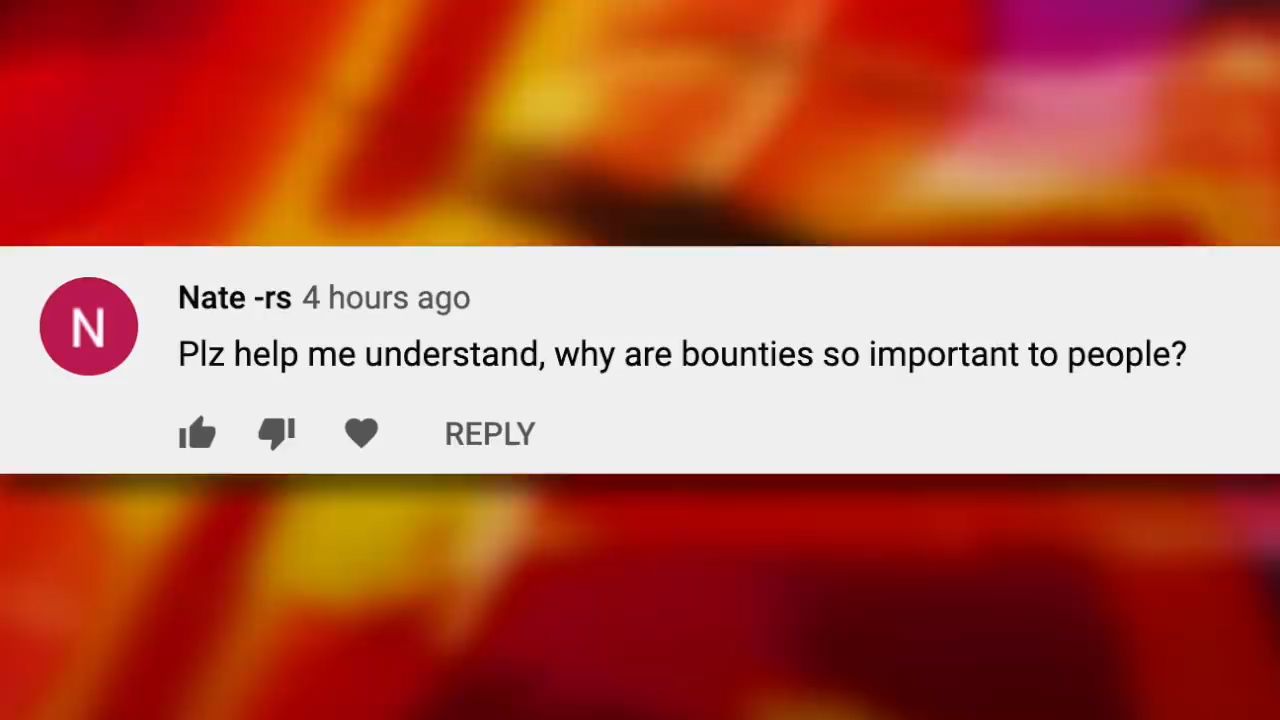 N
Nate -rs 4 hours ago
Plz help me understand, why are bounties so important to people?
REPLY